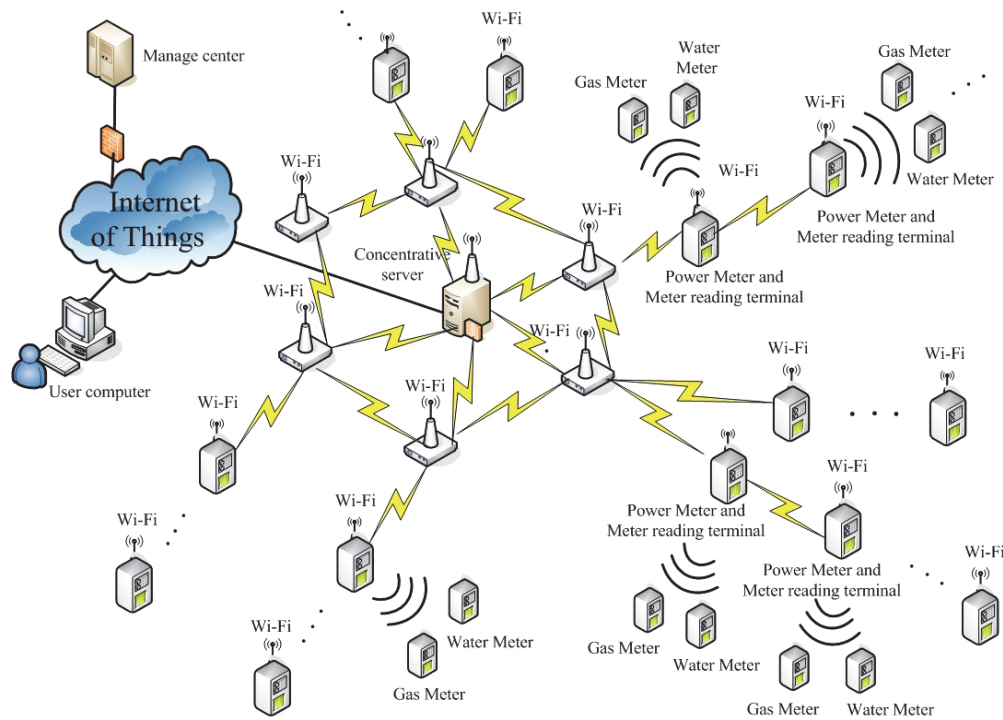 Wi-Fi
Manage center
Water
Meter
Gas Meter
Gas Meter
Wi-Fi
Wi-Fi
Wi-Fi
Water Meter
Internet
of Things
Wi-Fi
Power Meter and
Meter reading terminal
Concentrative
server
Power Meter and
Meter reading terminal
Wi-Fi
Wi-Fi
Wi-Fi
Wi-Fi
User computer
Wi-Fi
Wi-Fi
Wi-Fi
Wi-Fi
Power Meter and
Meter reading terminal
Wi-Fi
Wi-Fi
Power Meter and
Meter reading terminal
Wi-Fi
Water Meter
Gas Meter
Water Meter
Gas Meter
Gas Meter
Water Meter